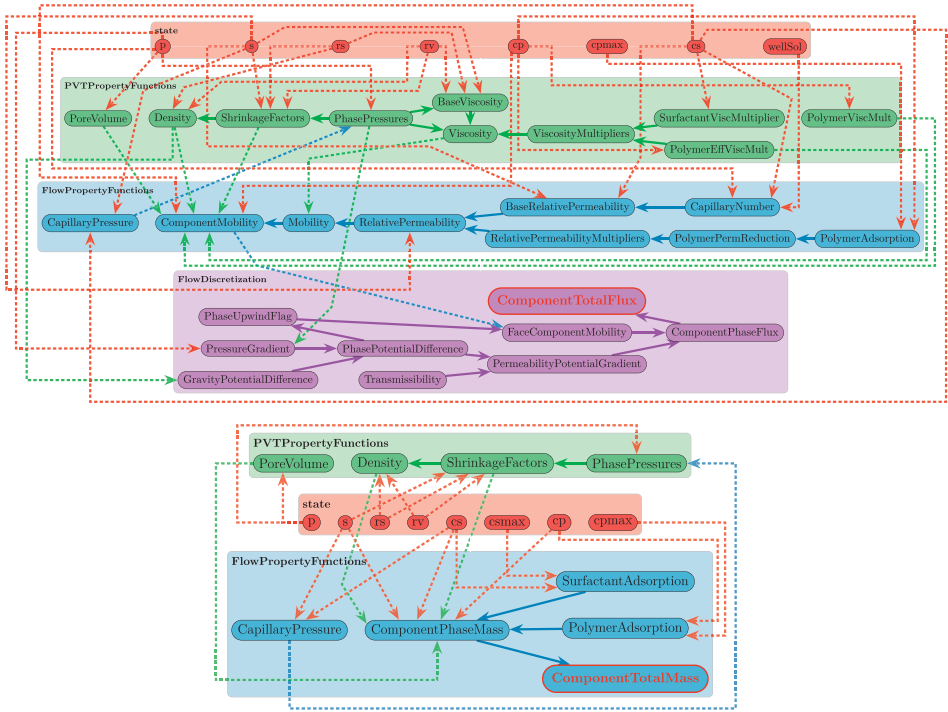 state
p s rs rv cp cpmax cs wellSol
PVTPropertyFunctions
BaseViscosity
PoreVolume Density ShrinkageFactors PhasePressures SurfactantViscMultiplier PolymerViscMult
Viscosity ViscosityMultipliers
PolymerEffViscMult
FlowPropertyFunctions
BaseRelativePermeability CapillaryNumber
CapillaryPressure ComponentMobility Mobility RelativePermeability
RelativePermeabilityMultipliers PolymerPermReduction PolymerAdsorption
FlowDiscretization
ComponentTotalFlux
PhaseUpwindFlag
FaceComponentMobility ComponentPhaseFlux
PressureGradient PhasePotentialDifference
PermeabilityPotentialGradient
GravityPotentialDifference Transmissibility
PVTPropertyFunctions
PoreVolume Density ShrinkageFactors PhasePressures
state
p s rs rv cs csmax cp cpmax
FlowPropertyFunctions
SurfactantAdsorption
CapillaryPressure ComponentPhaseMass PolymerAdsorption
ComponentTotalMass